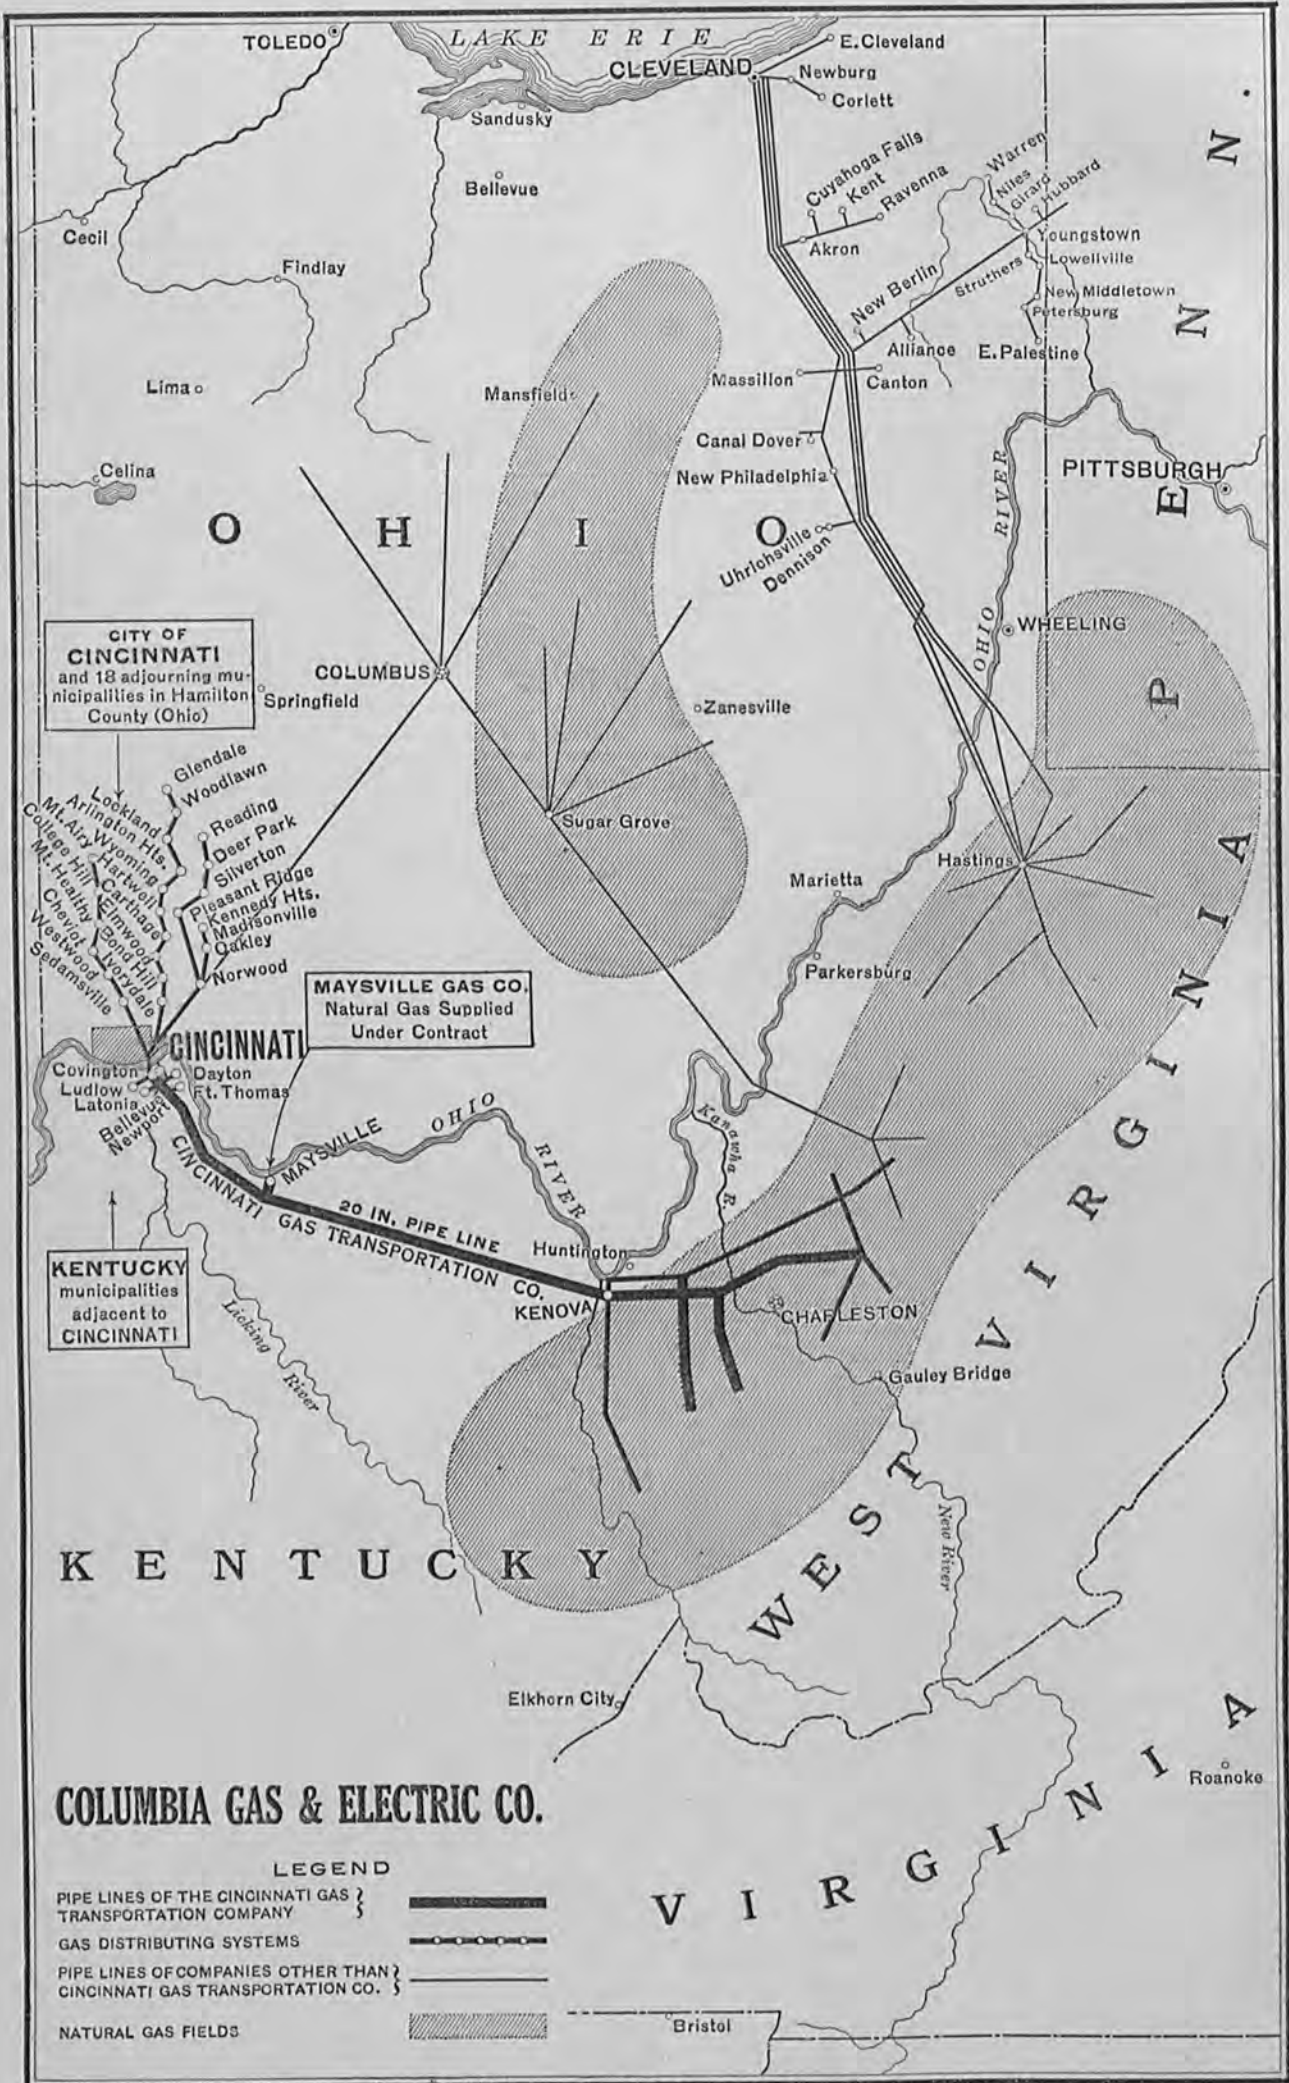 TOLEDO
LAKE ERIE
CLEVELAND
E. Cleveland
Newburg
Corlett
Sandusky
Bellevue
Cuyahoga Falls
Kent
Ravenna
Akron
Warren
Niles
Girard
Hubbard
Youngstown
Lowellville
Struthers
New Middletown
Petersburg
E. Palestine
New Berlin
Alliance
Cecil
Findlay
Lima
Mansfield
Massillon
Canton
Canal Dover
New Philadelphia
Uhrichsville
Dennison
Celina
PITTSBURGH
OHIO
PENN.
OHIO RIVER
WHEELING
CITY OF
CINCINNATI
and 18 adjourning mu-
nicipalities in Hamilton
County (Ohio)
COLUMBUS
Springfield
Zanesville
Sugar Grove
Hastings
Marietta
Parkersburg
Glendale
Woodlawn
Lockland
Arlington Hts.
Wyoming
Mt. Airy
Hartwell
College Hill
Carthage
Mt. Healthy
Elmwood
Bond Hill
Cheviot
Ivorydale
Westwood
Sedamsville
Reading
Deer Park
Silverton
Pleasant Ridge
Kennedy Hts.
Madisonville
Oakley
Norwood
MAYSVILLE GAS CO.
Natural Gas Supplied
Under Contract
CINCINNATI
Covington
Ludlow
Latonia
Bellevue
Newport
Dayton
Ft. Thomas
MAYSVILLE
OHIO RIVER
Kanawha R.
20 IN. PIPE LINE
CINCINNATI GAS TRANSPORTATION CO.
Huntington
KENOVA
CHARLESTON
Gauley Bridge
KENTUCKY
municipalities
adjacent to
CINCINNATI
Licking River
New River
KENTUCKY
WEST VIRGINIA
Elkhorn City
VIRGINIA
Roanoke
Bristol
COLUMBIA GAS & ELECTRIC CO.
LEGEND
PIPE LINES OF THE CINCINNATI GAS
TRANSPORTATION COMPANY
GAS DISTRIBUTING SYSTEMS
PIPE LINES OF COMPANIES OTHER THAN
CINCINNATI GAS TRANSPORTATION CO.
NATURAL GAS FIELDS